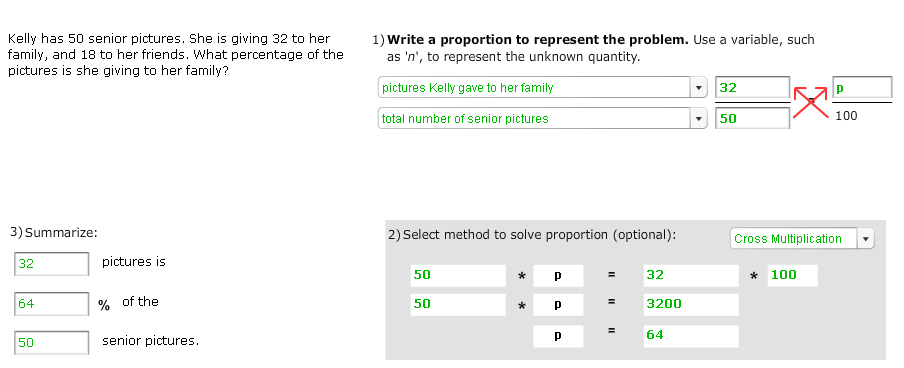 Kelly has 50 senior pictures. She is giving 32 to her
family, and 18 to her friends. What percentage of the
pictures is she giving to her family?
1) Write a proportion to represent the problem. Use a variable, such
as 'n', to represent the unknown quantity.
pictures Kelly gave to her family 32 = p
total number of senior pictures 50 100
3) Summarize:
32 pictures is
64 % of the
50 senior pictures.
2) Select method to solve proportion (optional): Cross Multiplication
50 * p = 32 * 100
50 * p = 3200
p = 64